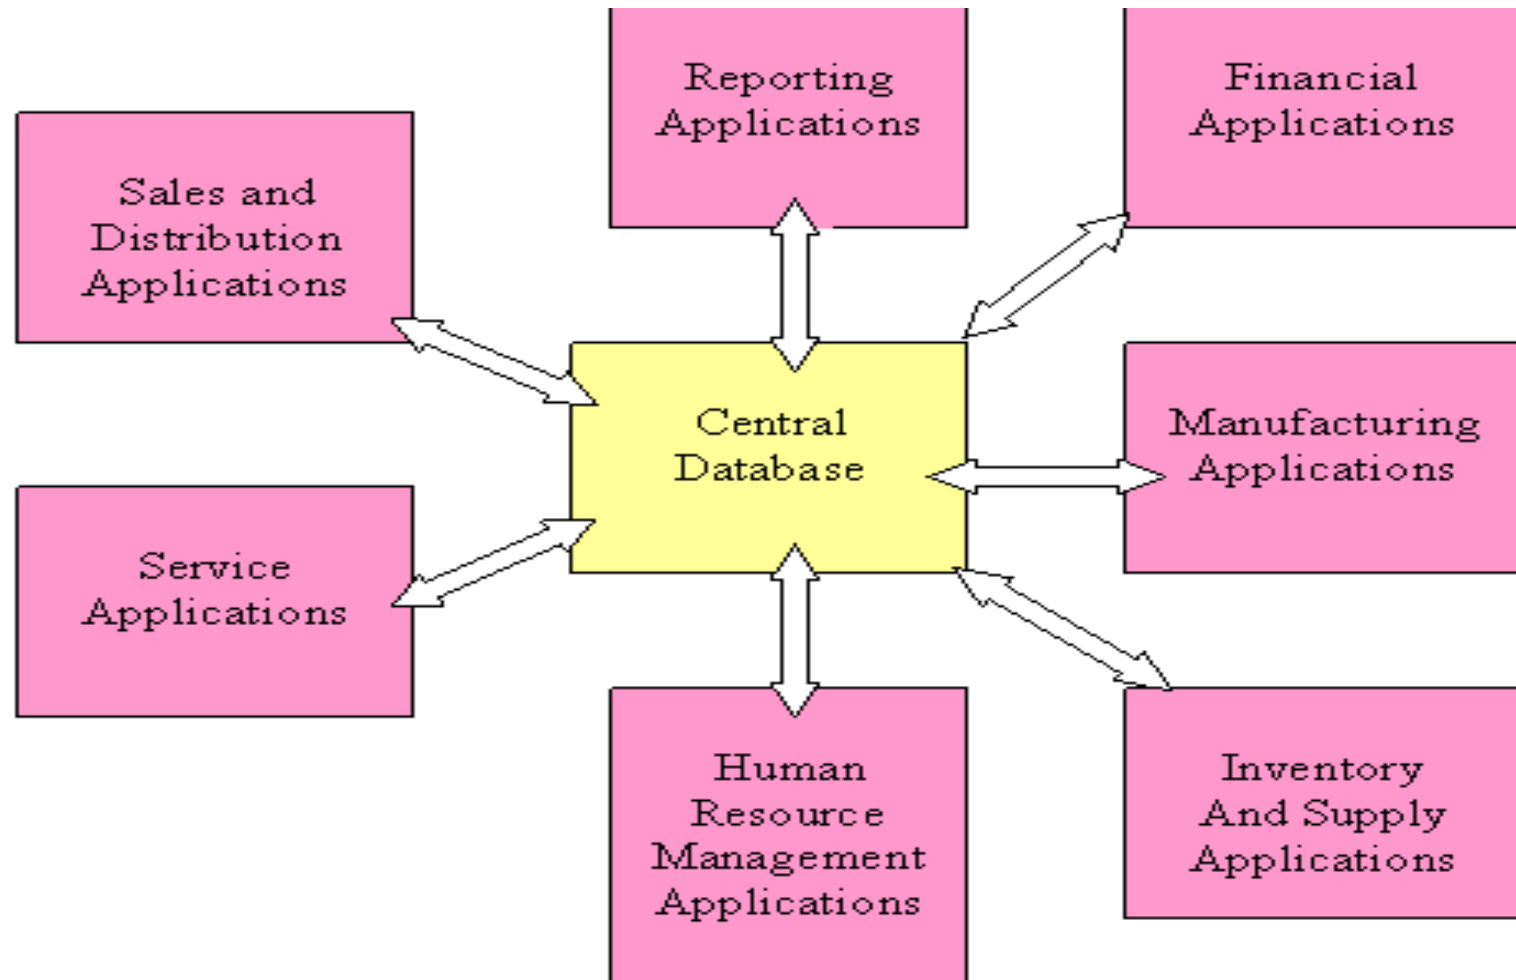 Reporting
Applications
Financial
Applications
Sales and
Distribution
Applications
Central
Database
Manufacturing
Applications
Service
Applications
Human
Resource
Management
Applications
Inventory
And Supply
Applications